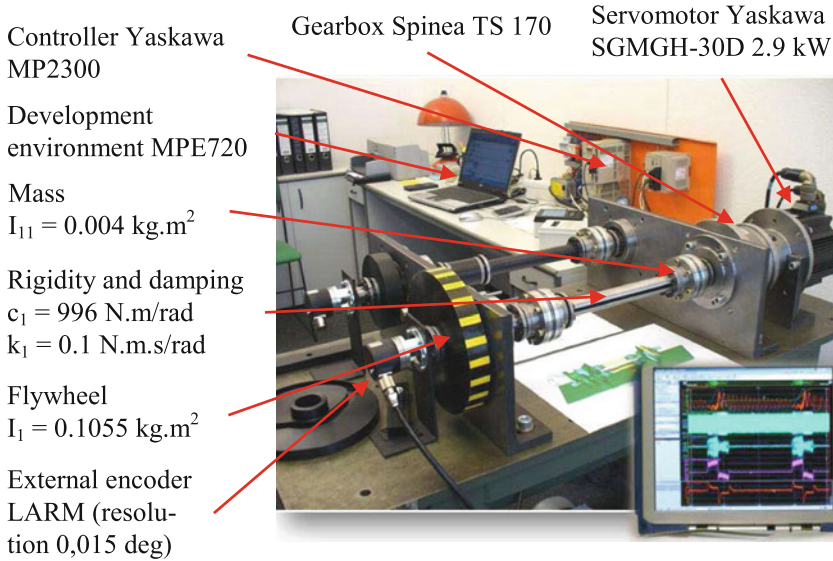 Controller Yaskawa
MP2300
Gearbox Spinea TS 170
Servomotor Yaskawa
SGMGH-30D 2.9 kW
Development
environment MPE720
Mass
I₁₁ = 0.004 kg.m²
Rigidity and damping
c₁ = 996 N.m/rad
k₁ = 0.1 N.m.s/rad
Flywheel
I₁ = 0.1055 kg.m²
External encoder
LARM (resolu-
tion 0,015 deg)